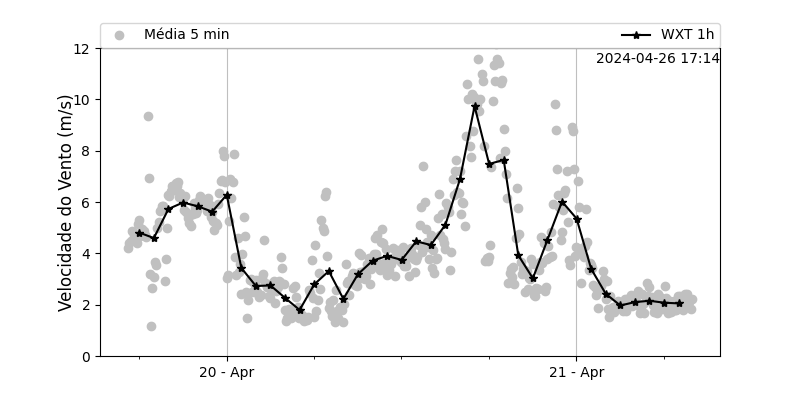 Média 5 min
WXT 1h
2024-04-26 17:14
Velocidade do Vento (m/s)
12
10
8
6
4
2
0
20 - Apr
21 - Apr